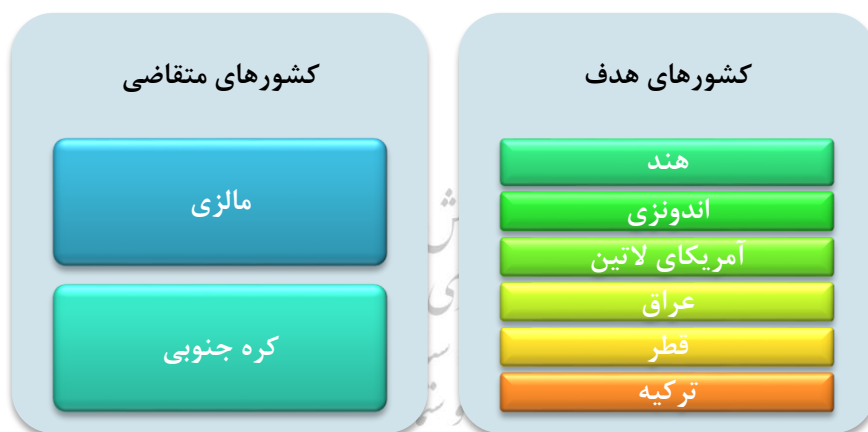 کشورهای هدف
هند
اندونزی
آمریکای لاتین
عراق
قطر
ترکیه
کشورهای متقاضی
مالزی
کره جنوبی